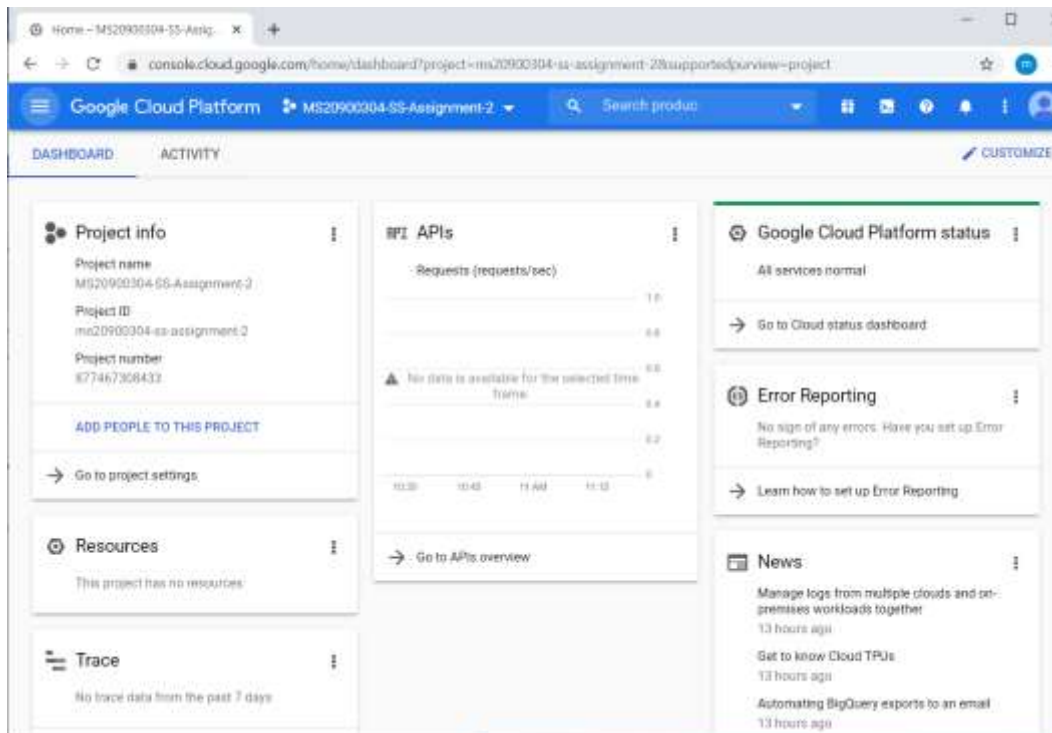 Home – MS20900304-SS-Assig
console.cloud.google.com/home/dashboard?project=ms20900304-ss-assignment-2&supportedpurview=project
Google Cloud Platform
MS20900304-SS-Assignment-2
Search produc
DASHBOARD
ACTIVITY
CUSTOMIZE
Project info
Project name
MS20900304-SS-Assignment-2
Project ID
ms20900304-ss-assignment-2
Project number
877467308433
ADD PEOPLE TO THIS PROJECT
Go to project settings
Resources
This project has no resources
Trace
No trace data from the past 7 days
API APIs
Requests (requests/sec)
1.0
0.8
0.6
0.4
0.2
0
No data is available for the selected time
frame.
10:30 10:45 11 AM 11:15
Go to APIs overview
Google Cloud Platform status
All services normal
Go to Cloud status dashboard
Error Reporting
No sign of any errors. Have you set up Error
Reporting?
Learn how to set up Error Reporting
News
Manage logs from multiple clouds and on-
premises workloads together
13 hours ago
Get to know Cloud TPUs
13 hours ago
Automating BigQuery exports to an email
13 hours ago